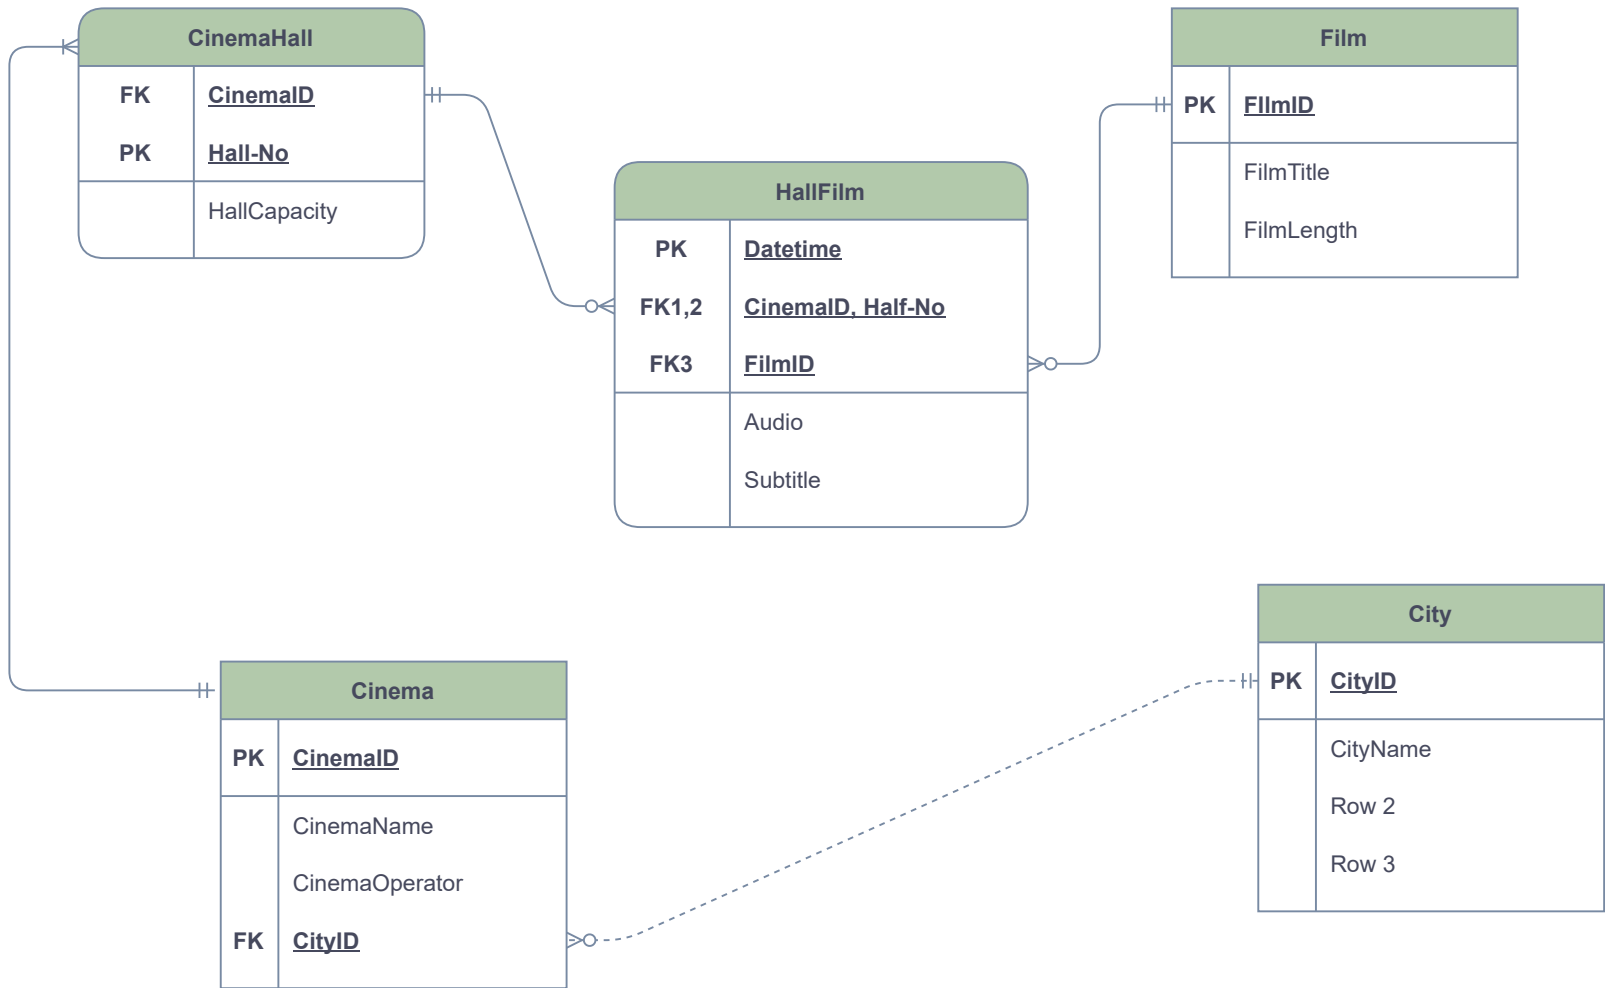 CinemaHall
FK CinemaID
PK Hall-No
HallCapacity
Film
PK FIlmID
FilmTitle
FilmLength
HallFilm
PK Datetime
FK1,2 CinemaID, Half-No
FK3 FilmID
Audio
Subtitle
City
PK CityID
CityName
Row 2
Row 3
Cinema
PK CinemaID
CinemaName
CinemaOperator
FK CityID